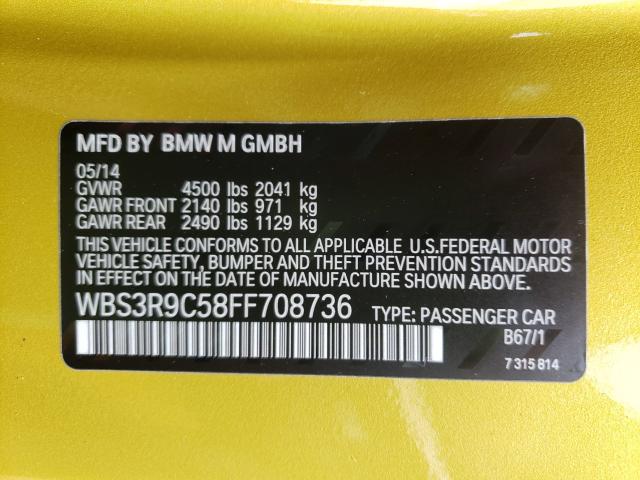 MFD BY BMW M GMBH
05/14
GVWR 4500 lbs 2041 kg
GAWR FRONT 2140 lbs 971 kg
GAWR REAR 2490 lbs 1129 kg
THIS VEHICLE CONFORMS TO ALL APPLICABLE U.S.FEDERAL MOTOR
VEHICLE SAFETY, BUMPER AND THEFT PREVENTION STANDARDS
IN EFFECT ON THE DATE OF MANUFACTURE SHOWN ABOVE.
WBS3R9C58FF708736 TYPE: PASSENGER CAR
B67/1
7 315 814